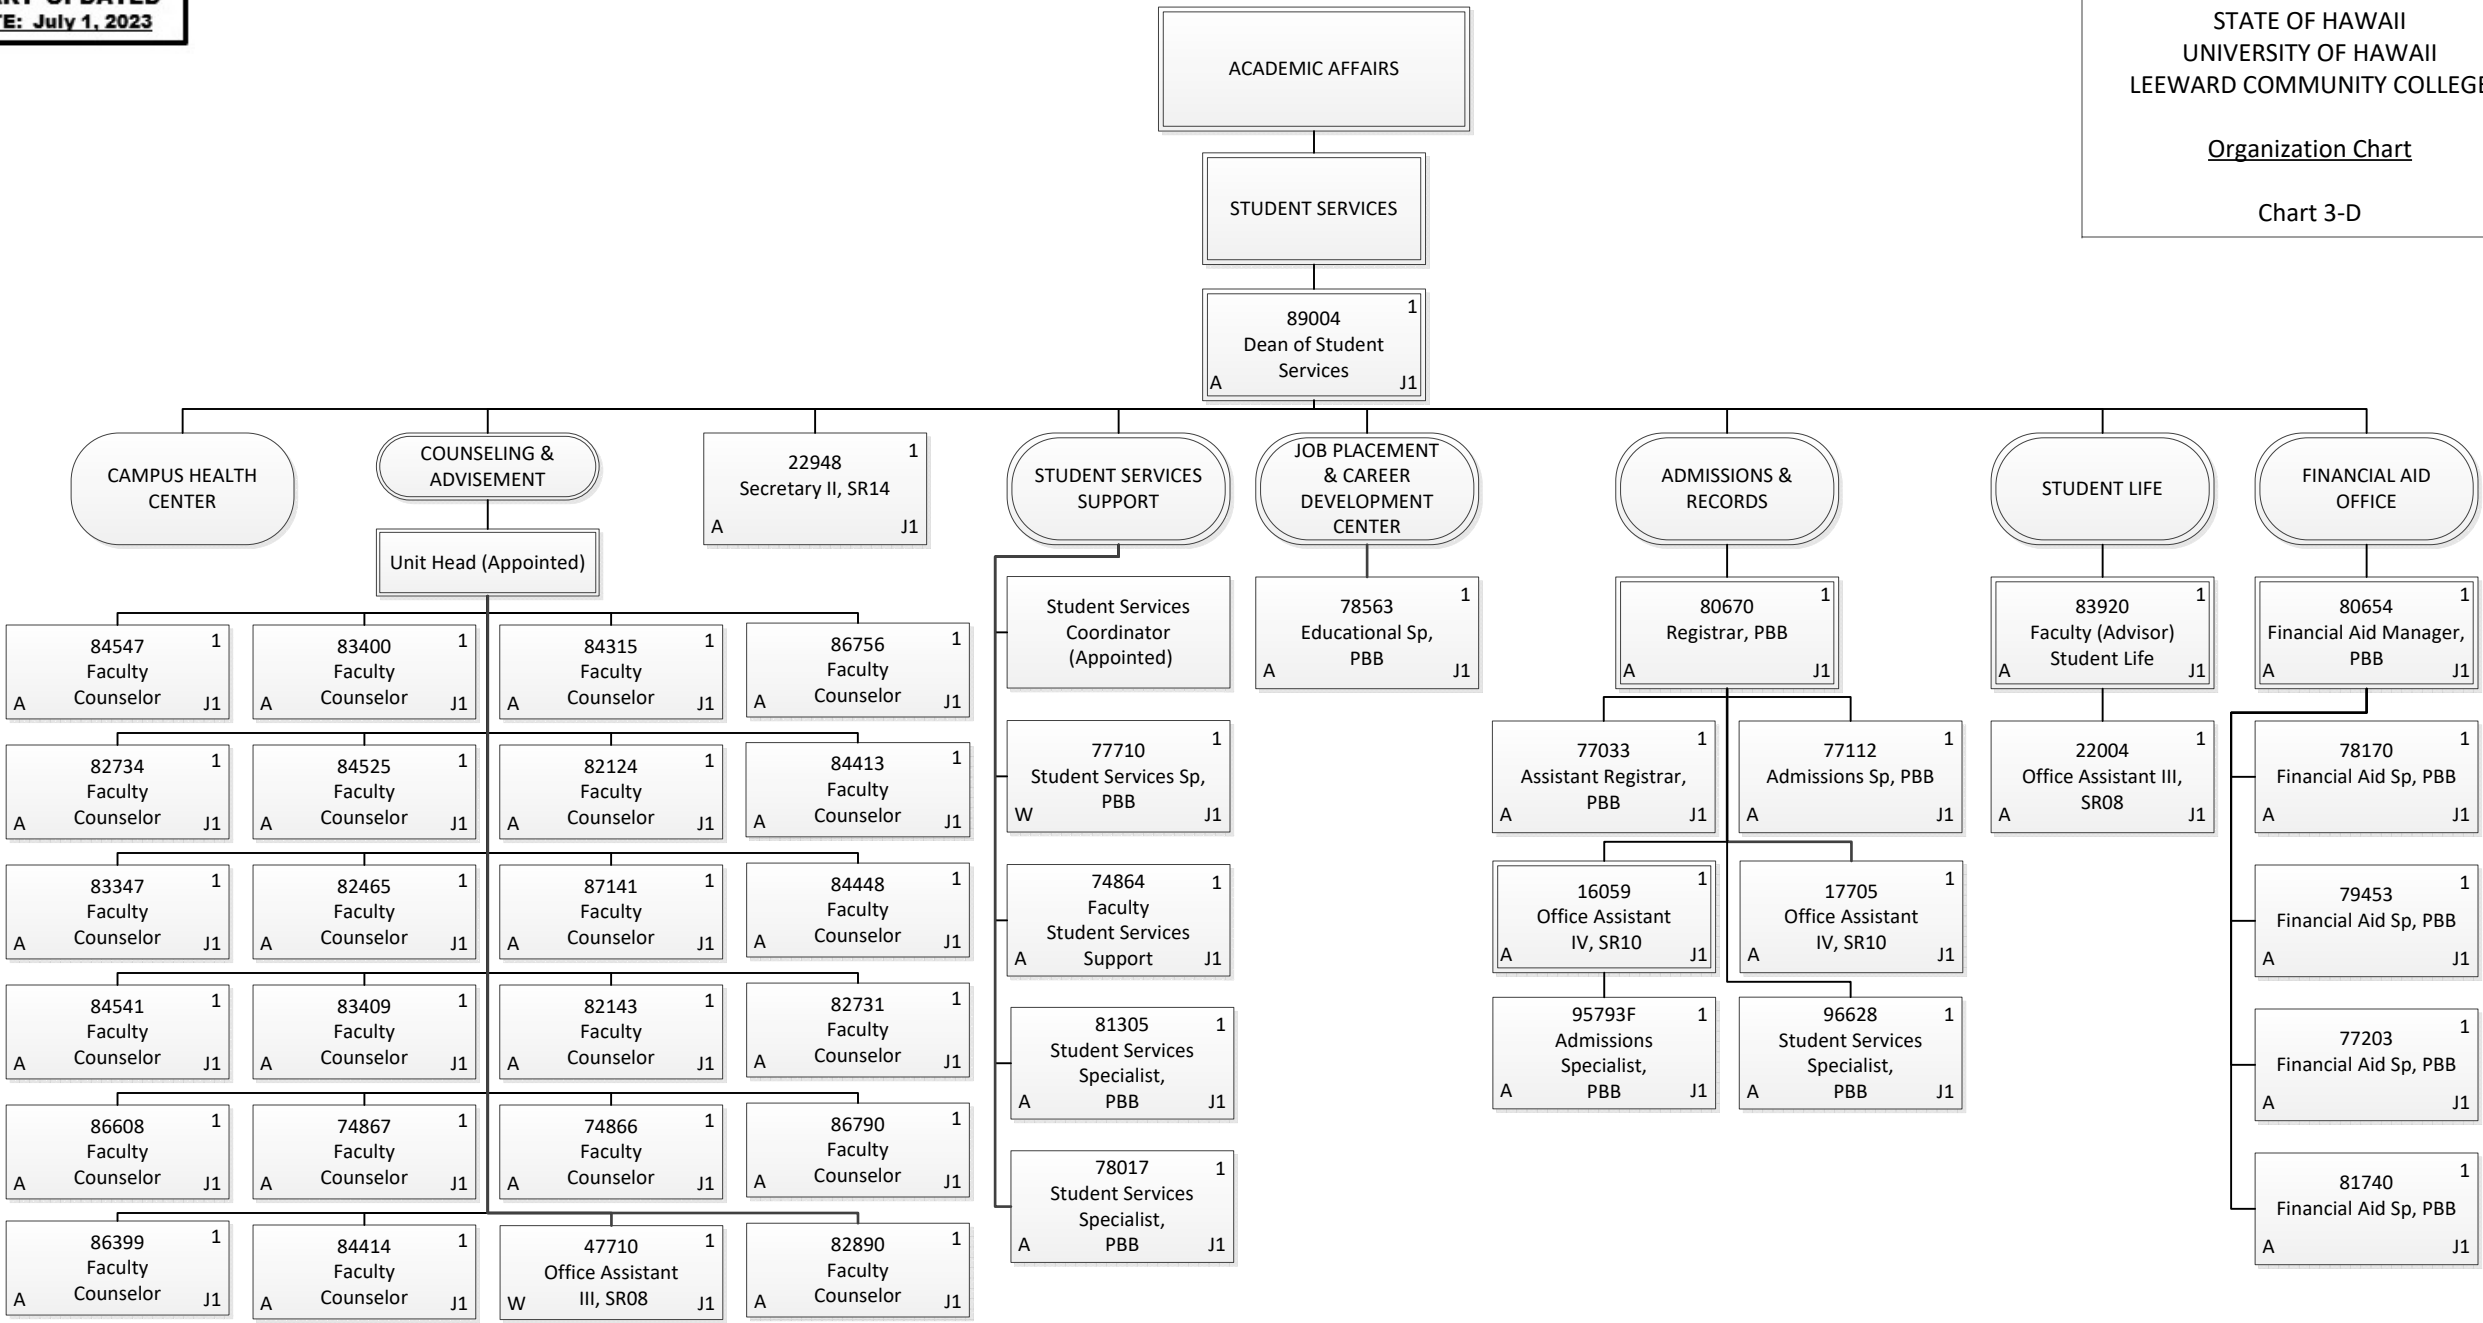 TE: July 1, 2023
STATE OF HAWAII
UNIVERSITY OF HAWAII
LEEWARD COMMUNITY COLLEGE
Organization Chart
Chart 3-D
ACADEMIC AFFAIRS
STUDENT SERVICES
1
89004
Dean of Student
Services
A J1
CAMPUS HEALTH
CENTER
COUNSELING &
ADVISEMENT
Unit Head (Appointed)
1
22948
Secretary II, SR14
A J1
STUDENT SERVICES
SUPPORT
JOB PLACEMENT
& CAREER
DEVELOPMENT
CENTER
ADMISSIONS &
RECORDS
STUDENT LIFE
FINANCIAL AID
OFFICE
84547 1
Faculty
Counselor
A J1
83400 1
Faculty
Counselor
A J1
84315 1
Faculty
Counselor
A J1
86756 1
Faculty
Counselor
A J1
82734 1
Faculty
Counselor
A J1
84525 1
Faculty
Counselor
A J1
82124 1
Faculty
Counselor
A J1
84413 1
Faculty
Counselor
A J1
83347 1
Faculty
Counselor
A J1
82465 1
Faculty
Counselor
A J1
87141 1
Faculty
Counselor
A J1
84448 1
Faculty
Counselor
A J1
84541 1
Faculty
Counselor
A J1
83409 1
Faculty
Counselor
A J1
82143 1
Faculty
Counselor
A J1
82731 1
Faculty
Counselor
A J1
86608 1
Faculty
Counselor
A J1
74867 1
Faculty
Counselor
A J1
74866 1
Faculty
Counselor
A J1
86790 1
Faculty
Counselor
A J1
86399 1
Faculty
Counselor
A J1
84414 1
Faculty
Counselor
A J1
47710 1
Office Assistant
III, SR08
W J1
82890 1
Faculty
Counselor
A J1
Student Services
Coordinator
(Appointed)
1
77710
Student Services Sp,
PBB
W J1
74864 1
Faculty
Student Services
Support
A J1
81305 1
Student Services
Specialist,
PBB
A J1
78017 1
Student Services
Specialist,
PBB
A J1
1
78563
Educational Sp,
PBB
A J1
1
80670
Registrar, PBB
A J1
1
77033
Assistant Registrar,
PBB
A J1
1
77112
Admissions Sp, PBB
A J1
1
16059
Office Assistant
IV, SR10
A J1
1
17705
Office Assistant
IV, SR10
A J1
95793F 1
Admissions
Specialist,
PBB
A J1
96628 1
Student Services
Specialist,
PBB
A J1
1
83920
Faculty (Advisor)
Student Life
A J1
1
22004
Office Assistant III,
SR08
A J1
1
80654
Financial Aid Manager,
PBB
A J1
1
78170
Financial Aid Sp, PBB
A J1
1
79453
Financial Aid Sp, PBB
A J1
1
77203
Financial Aid Sp, PBB
A J1
1
81740
Financial Aid Sp, PBB
A J1